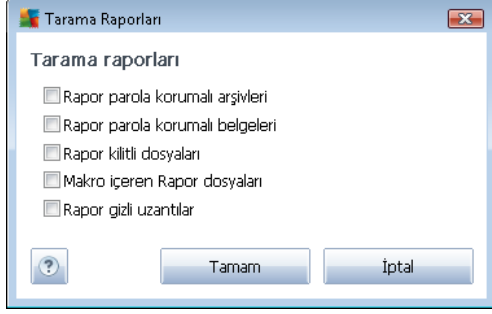 Tarama Raporları
Tarama raporları
Rapor parola korumalı arşivleri
Rapor parola korumalı belgeleri
Rapor kilitli dosyaları
Makro içeren Rapor dosyaları
Rapor gizli uzantılar
? Tamam İptal